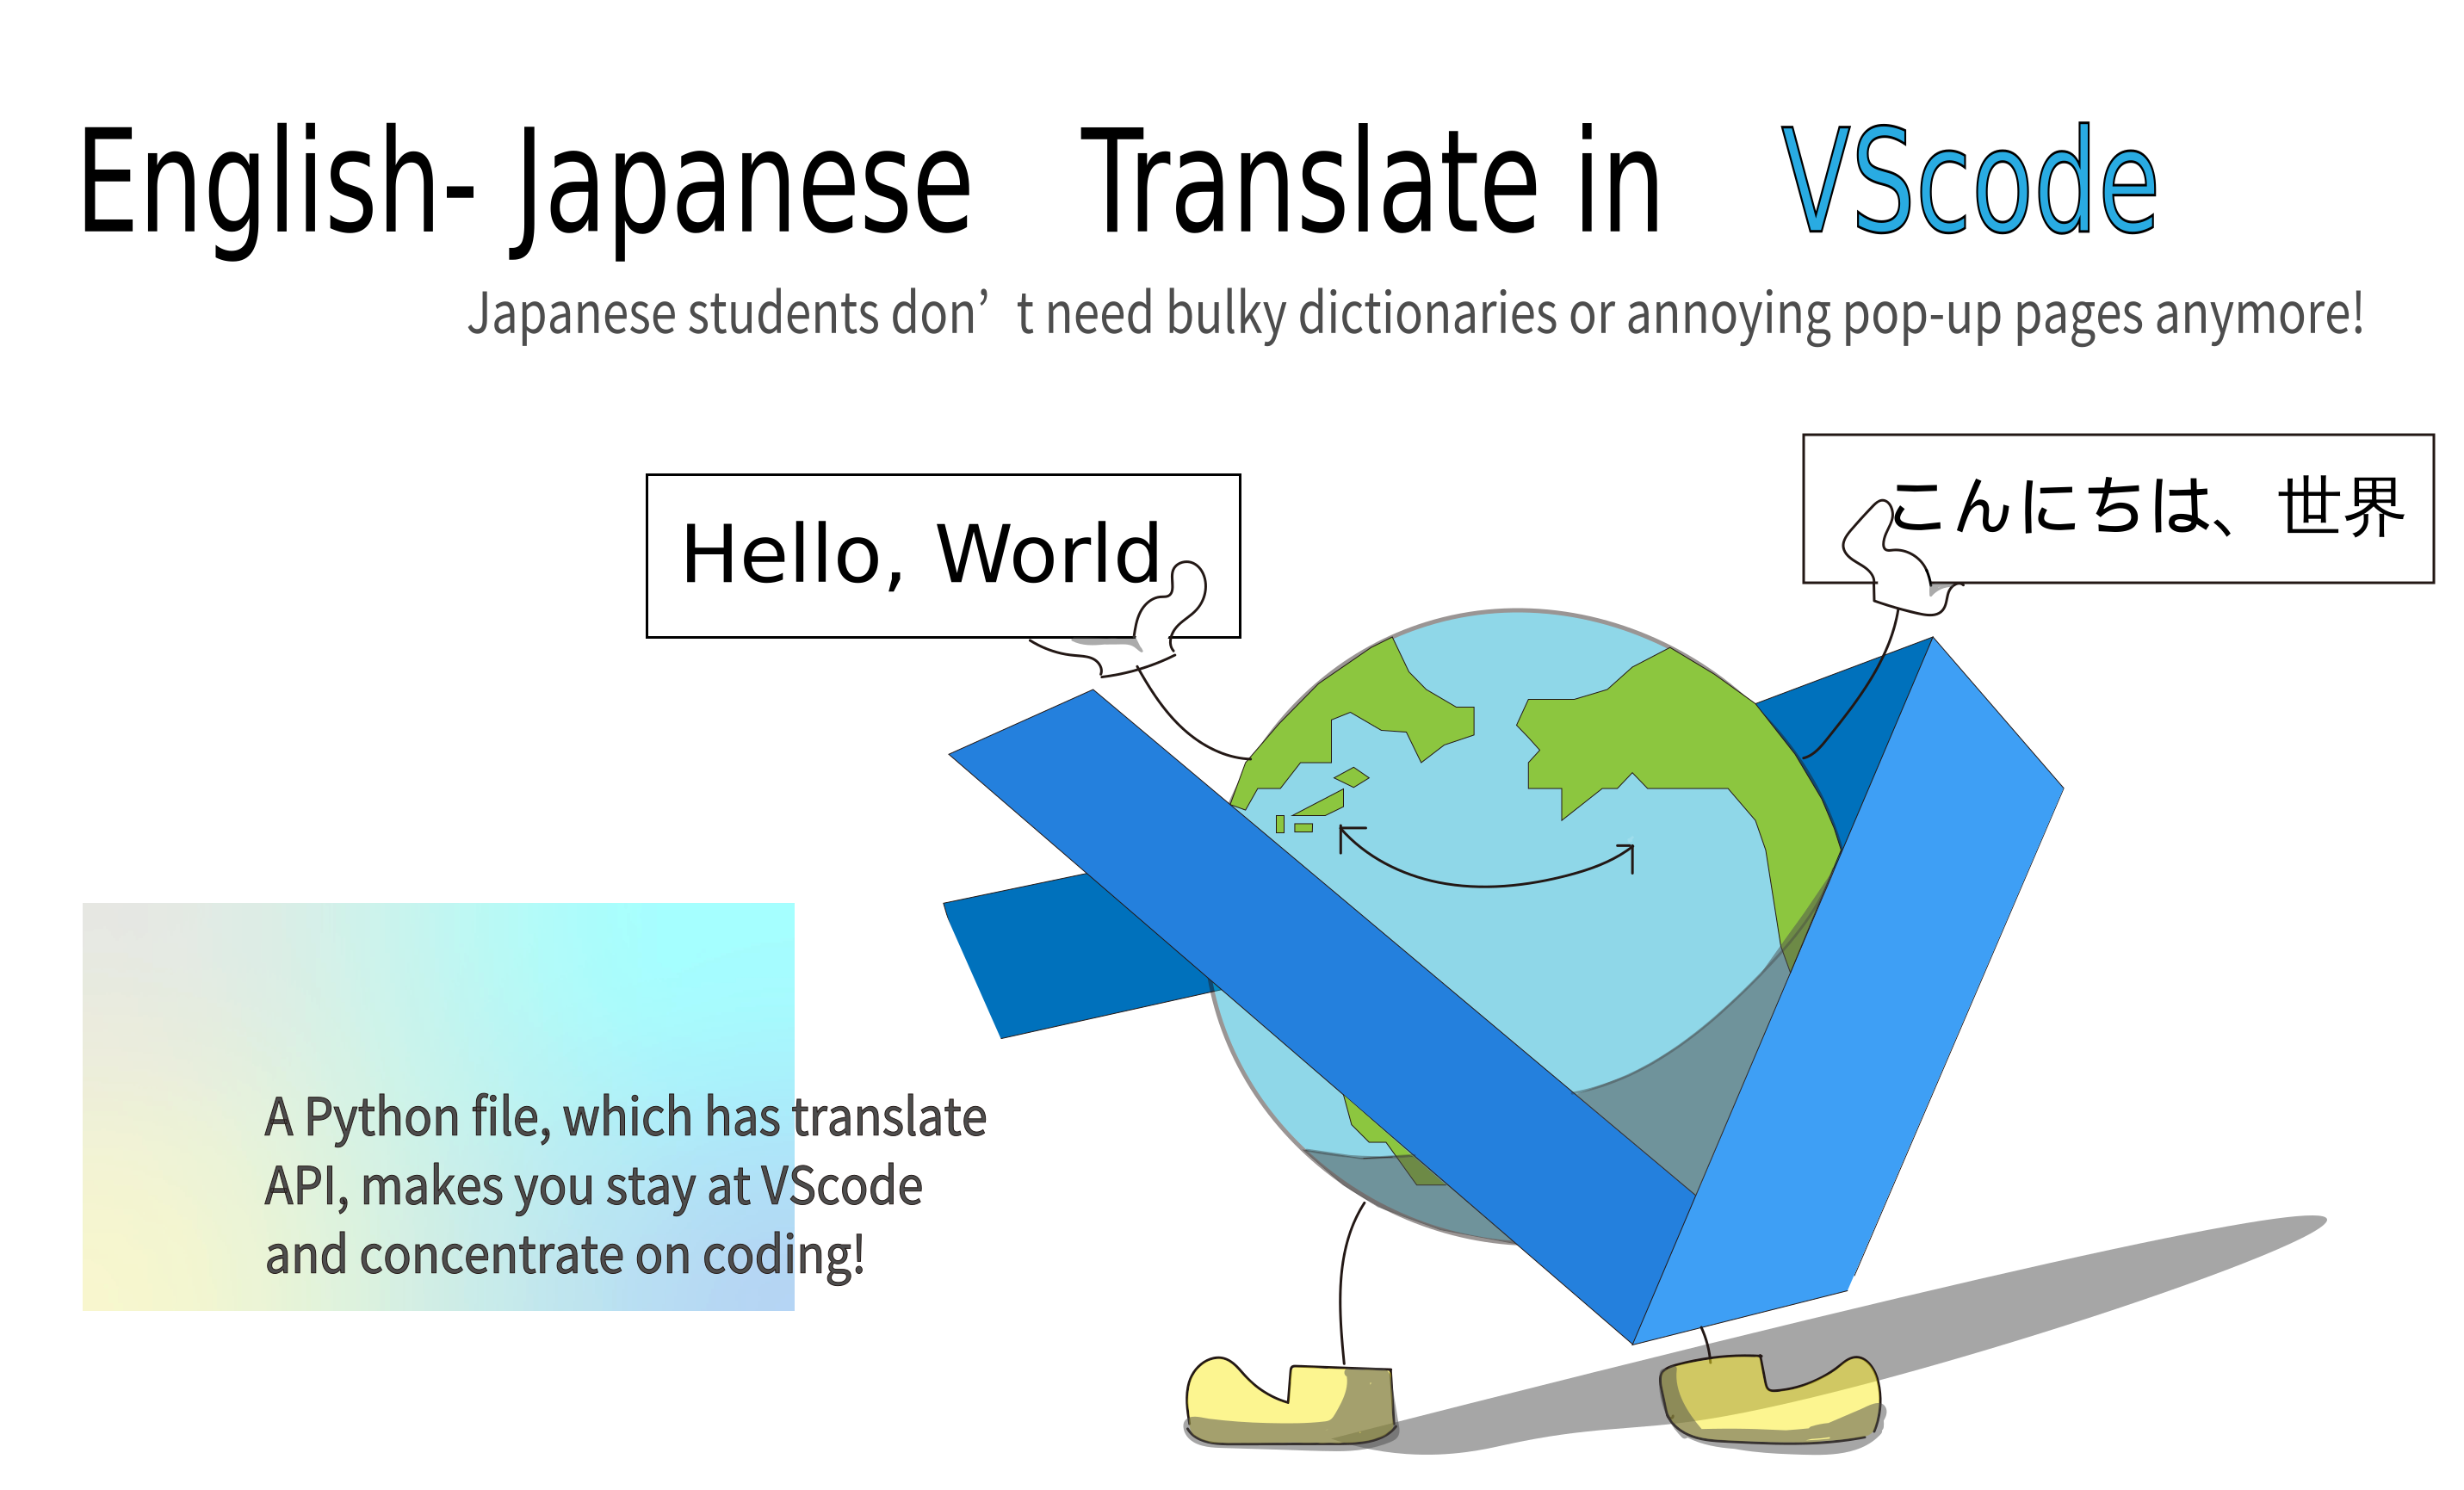 English- Japanese Translate in VScode
Japanese students don’t need bulky dictionaries or annoying pop-up pages anymore!
Hello, World
こんにちは、世界
A Python file, which has translate
API, makes you stay at VScode
and concentrate on coding!